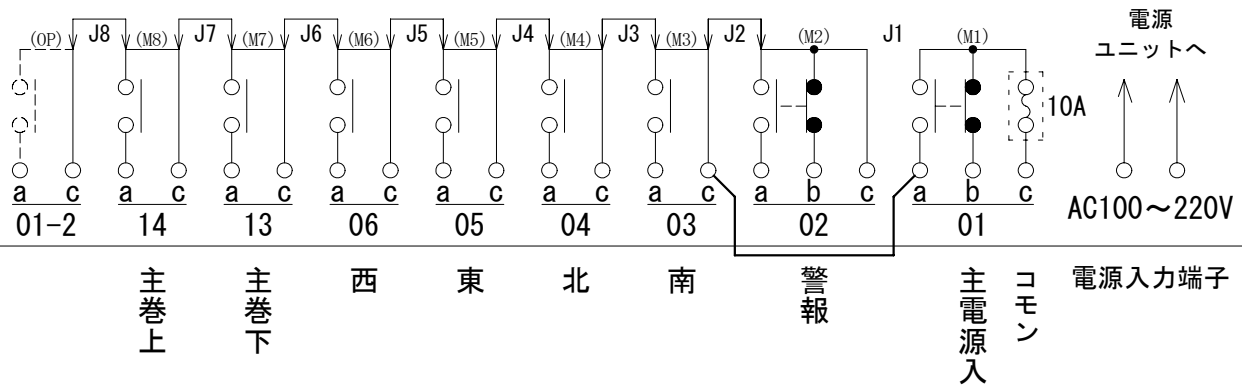 (OP) J8 (M8) J7 (M7) J6 (M6) J5 (M5) J4 (M4) J3 (M3) J2 (M2) J1 (M1) 電源
ユニットへ
10A
a c a c a c a c a c a c a c a b c a b c
01-2 14 13 06 05 04 03 02 01 AC100～220V
主巻上 主巻下 西 東 北 南 警報 主電源入 コモン 電源入力端子